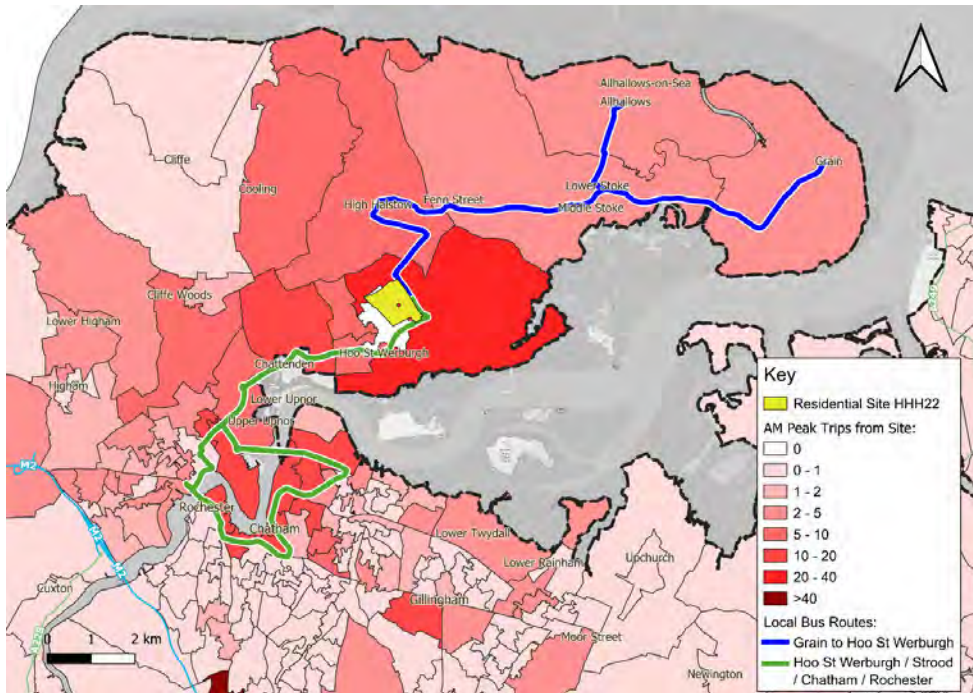 Allhallows-on-Sea
Allhallows
Cliffe
Grain
Cooling
Lower Stoke
Fenn Street
High Halstow
Middle Stoke
Cliffe Woods
Lower Higham
Hoo St Werburgh
Chattenden
Higham
Lower Upnor
Upper Upnor
M2
Rochester
Chatham
Lower Twydall
Lower Rainham
Upchurch
M2
M2
Cuxton
Gillingham
Moor Street
Newington
A228
0 1 2 km
Key
Residential Site HHH22
AM Peak Trips from Site:
0
0 - 1
1 - 2
2 - 5
5 - 10
10 - 20
20 - 40
>40
Local Bus Routes:
Grain to Hoo St Werburgh
Hoo St Werburgh / Strood
/ Chatham / Rochester